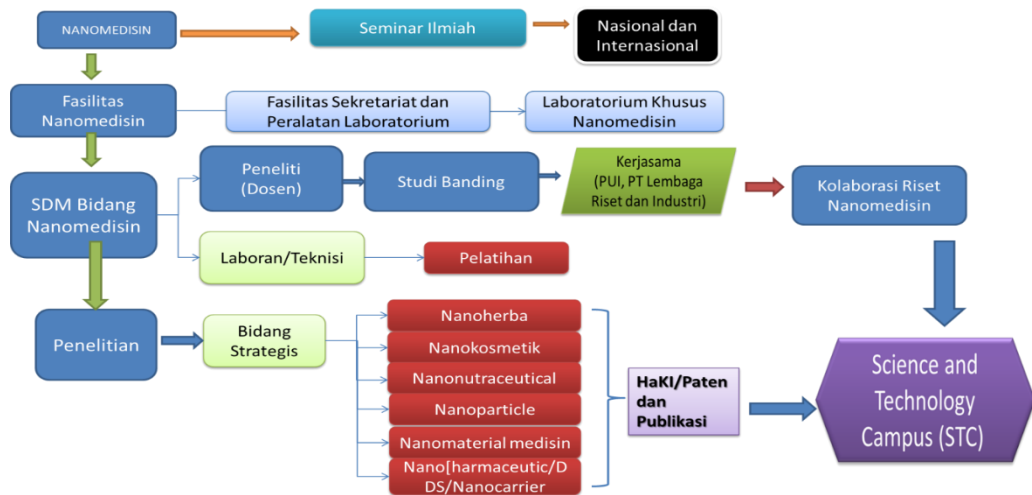 NANOMEDISIN
Seminar Ilmiah
Nasional dan
Internasional
Fasilitas
Nanomedisin
Fasilitas Sekretariat dan
Peralatan Laboratorium
Laboratorium Khusus
Nanomedisin
SDM Bidang
Nanomedisin
Peneliti
(Dosen)
Studi Banding
Kerjasama
(PUI, PT Lembaga
Riset dan Industri)
Kolaborasi Riset
Nanomedisin
Laboran/Teknisi
Pelatihan
Penelitian
Bidang
Strategis
Nanoherba
Nanokosmetik
Nanonutraceutical
Nanoparticle
Nanomaterial medisin
Nano[harmaceutic/D
DS/Nanocarrier
HaKI/Paten
dan
Publikasi
Science and
Technology
Campus (STC)